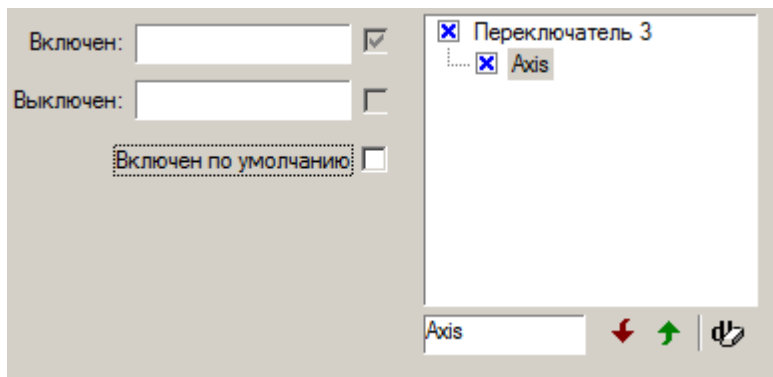 Включен:
Выключен:
Включен по умолчанию
Переключатель 3
Axis
Axis